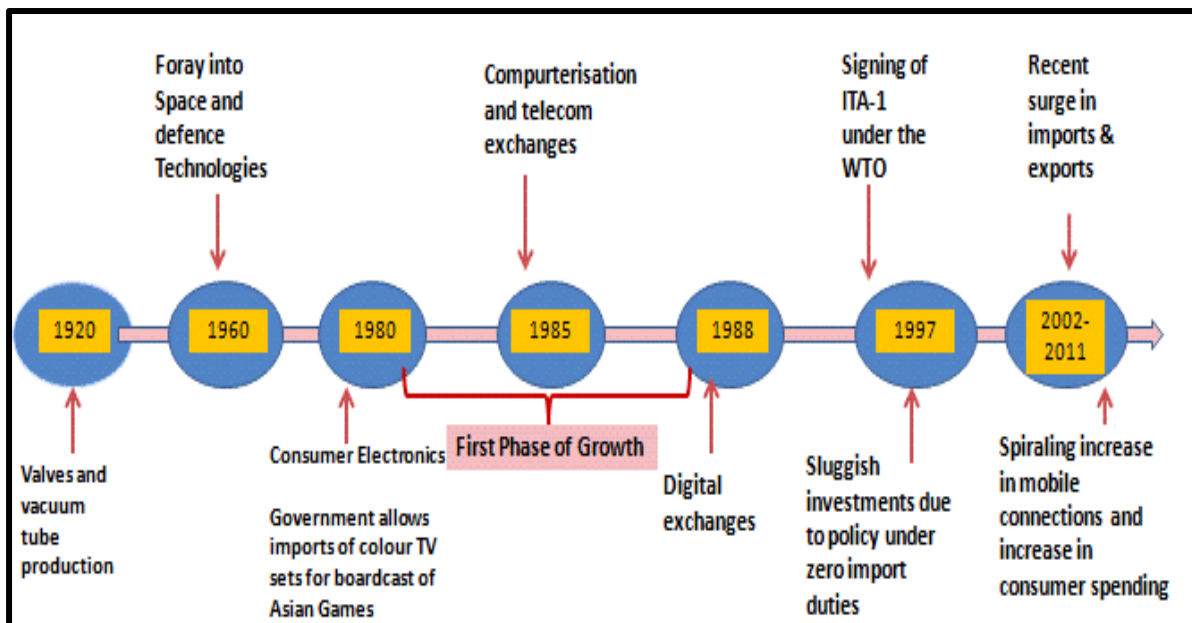 Foray into
Space and
defence
Technologies
Compurterisation
and telecom
exchanges
Signing of
ITA-1
under the
WTO
Recent
surge in
imports &
exports
1920
1960
1980
1985
1988
1997
2002-
2011
First Phase of Growth
Valves and
vacuum
tube
production
Consumer Electronics
Government allows
imports of colour TV
sets for boardcast of
Asian Games
Digital
exchanges
Sluggish
investments due
to policy under
zero import
duties
Spiraling increase
in mobile
connections and
increase in
consumer spending